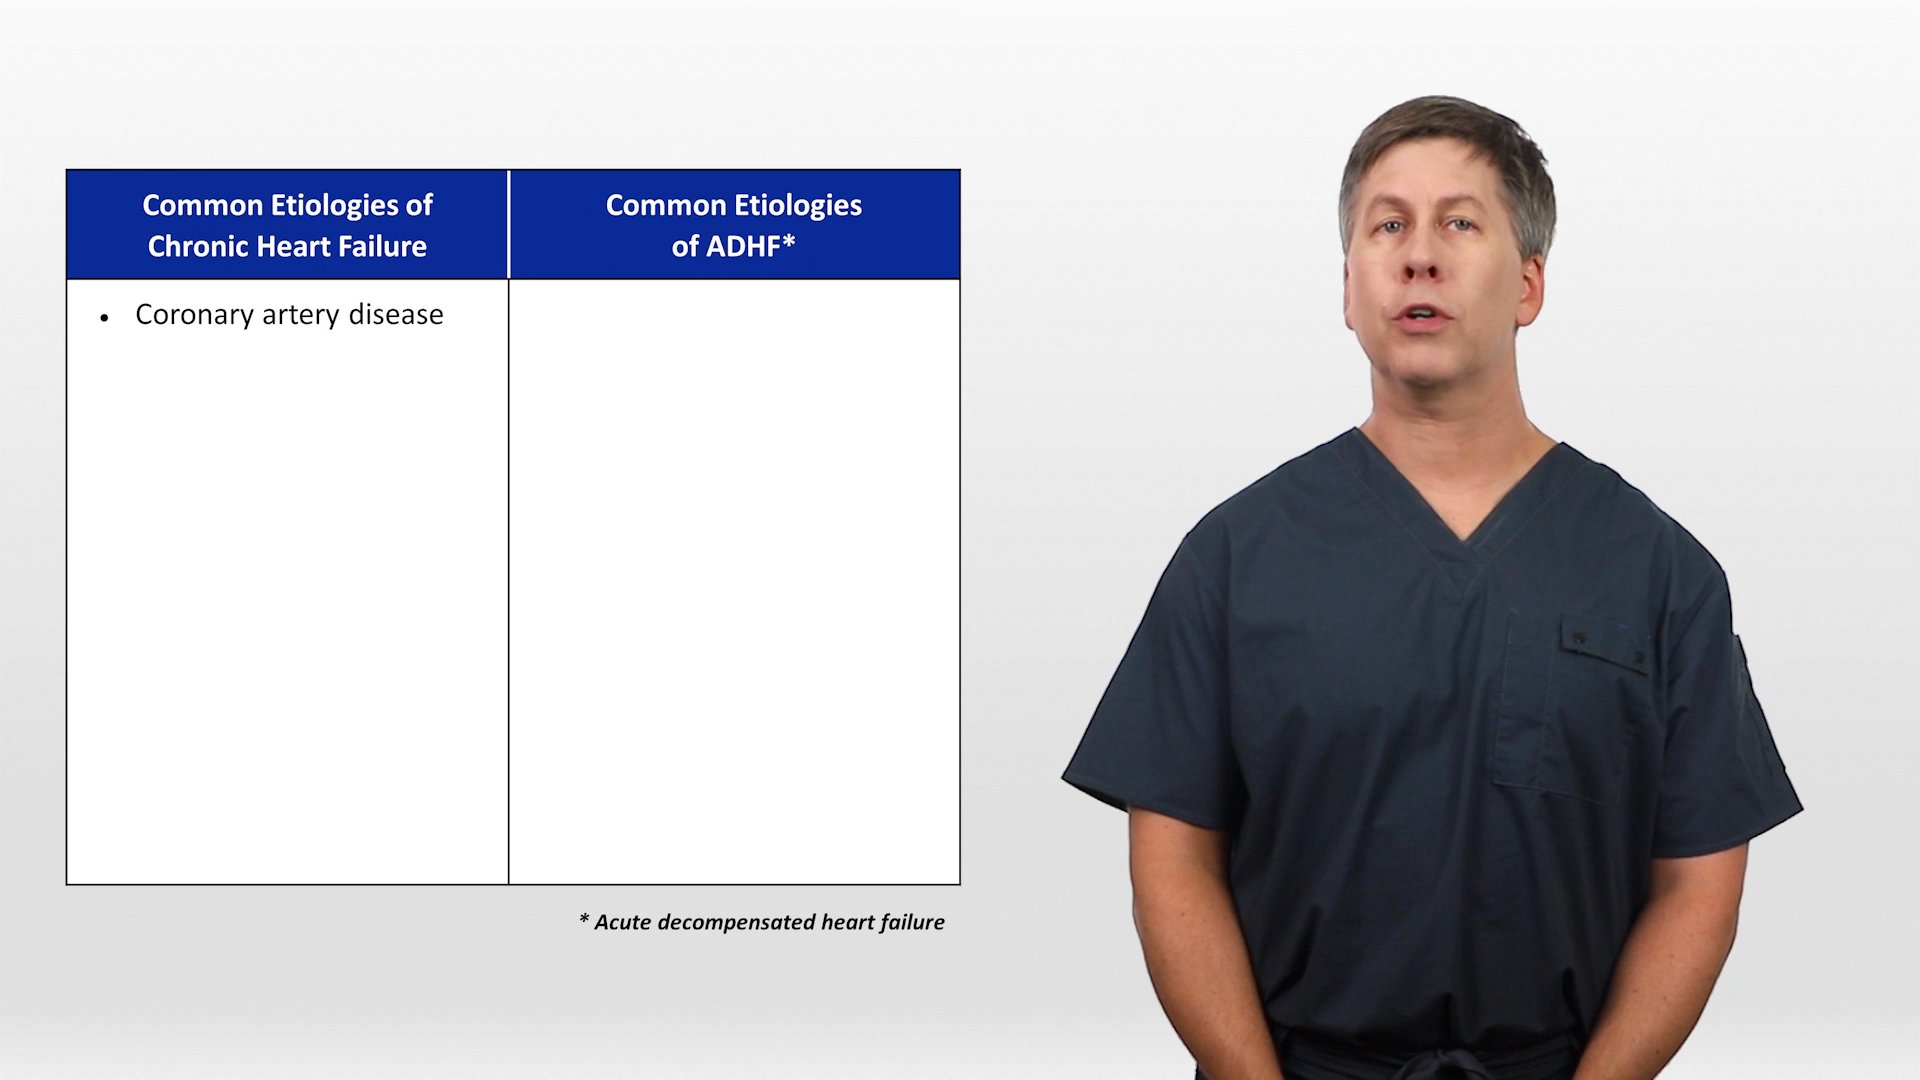 Common Etiologies of
Chronic Heart Failure
Common Etiologies
of ADHF*
• Coronary artery disease
* Acute decompensated heart failure